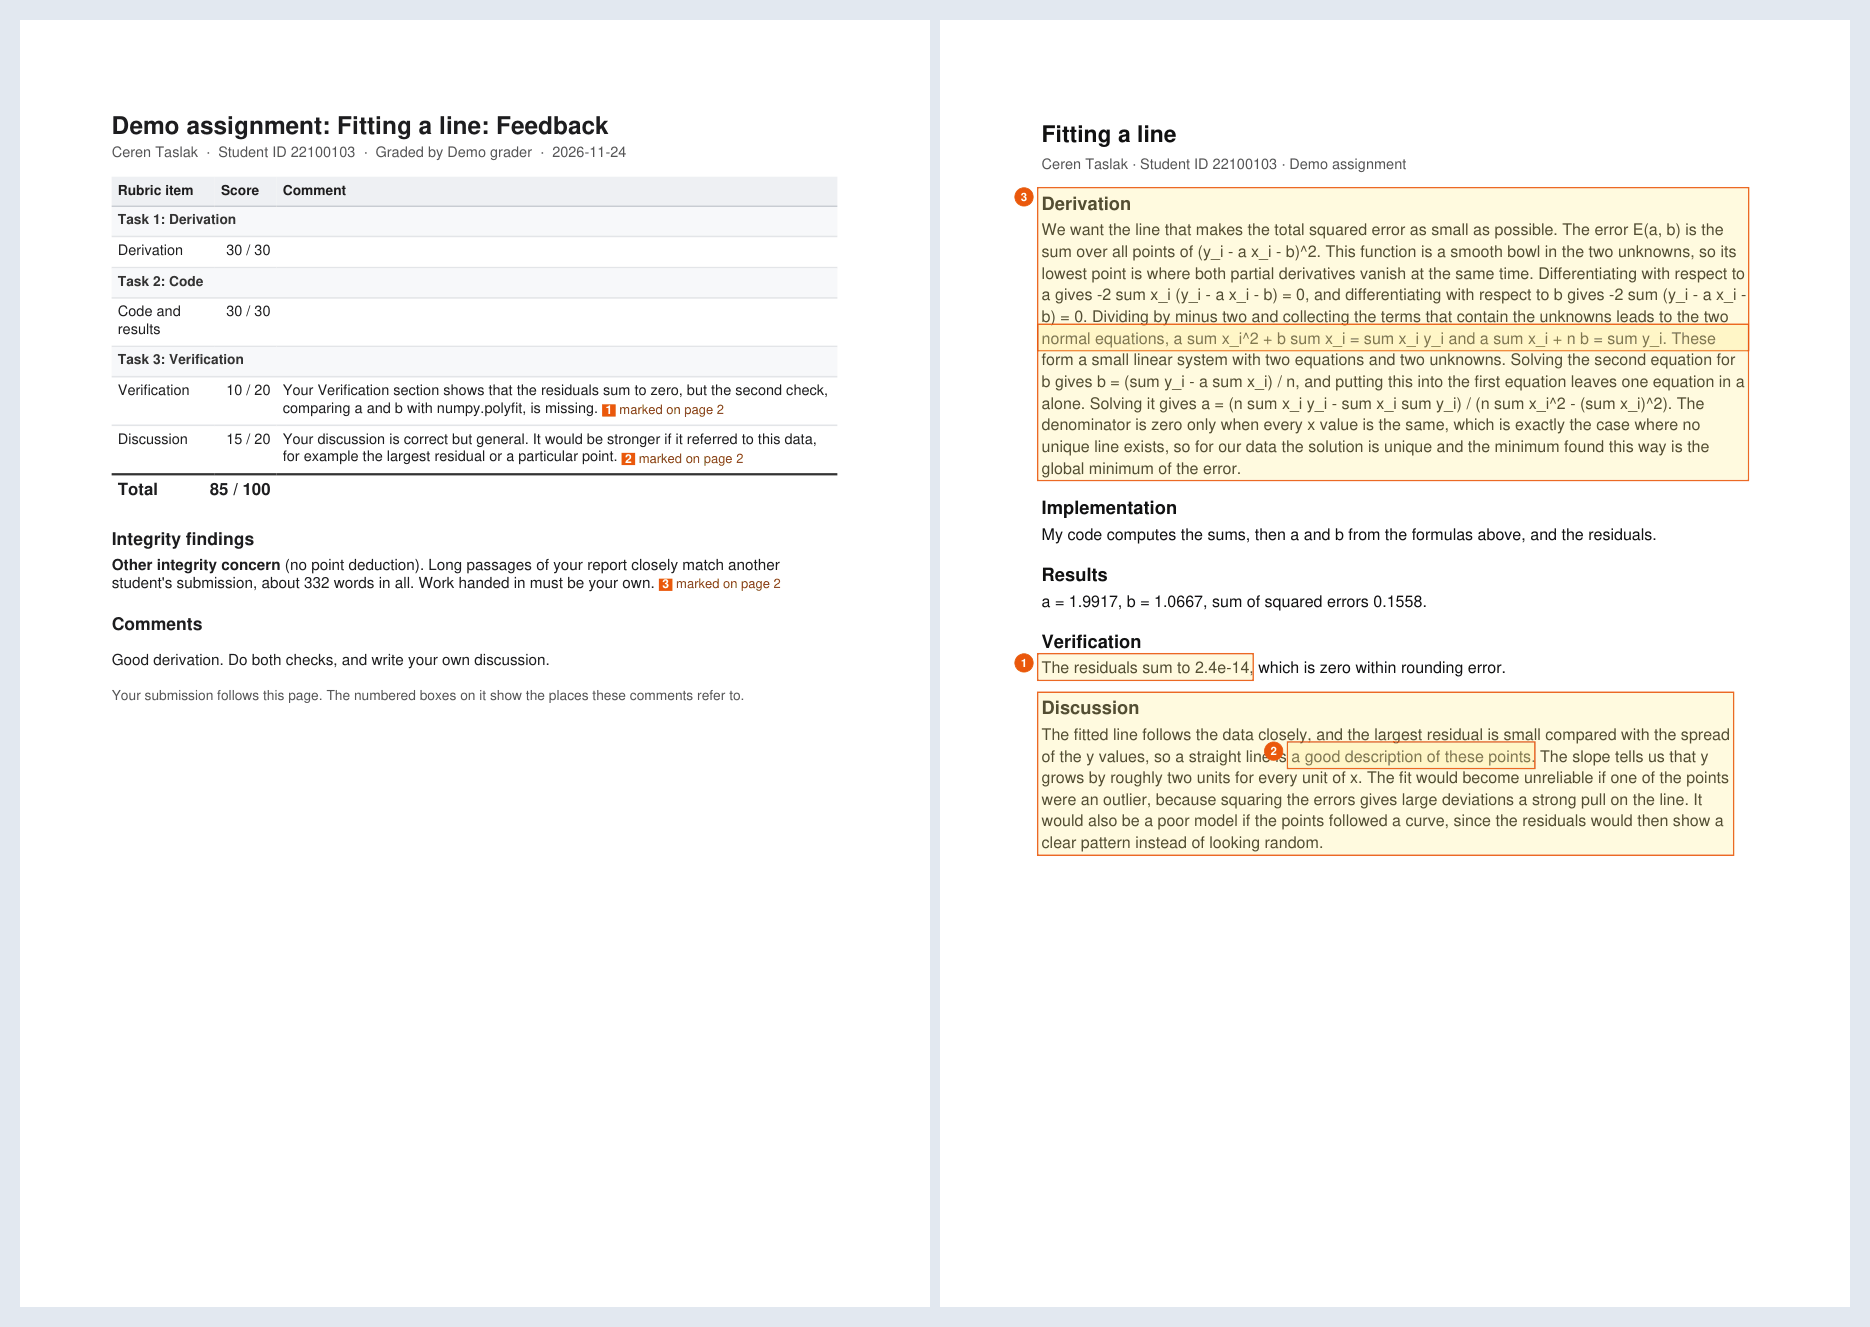 Demo assignment: Fitting a line: Feedback
Ceren Taslak · Student ID 22100103 · Graded by Demo grader · 2026-11-24
Rubric item Score Comment
Task 1: Derivation
Derivation 30 / 30
Task 2: Code
Code and results 30 / 30
Task 3: Verification
Verification 10 / 20 Your Verification section shows that the residuals sum to zero, but the second check,
comparing a and b with numpy.polyfit, is missing. 1 marked on page 2
Discussion 15 / 20 Your discussion is correct but general. It would be stronger if it referred to this data,
for example the largest residual or a particular point. 2 marked on page 2
Total 85 / 100
Integrity findings
Other integrity concern (no point deduction). Long passages of your report closely match another
student's submission, about 332 words in all. Work handed in must be your own. 3 marked on page 2
Comments
Good derivation. Do both checks, and write your own discussion.
Your submission follows this page. The numbered boxes on it show the places these comments refer to.
Fitting a line
Ceren Taslak · Student ID 22100103 · Demo assignment
3
Derivation
We want the line that makes the total squared error as small as possible. The error E(a, b) is the
sum over all points of (y_i - a x_i - b)^2. This function is a smooth bowl in the two unknowns, so its
lowest point is where both partial derivatives vanish at the same time. Differentiating with respect to
a gives -2 sum x_i (y_i - a x_i - b) = 0, and differentiating with respect to b gives -2 sum (y_i - a x_i -
b) = 0. Dividing by minus two and collecting the terms that contain the unknowns leads to the two
normal equations, a sum x_i^2 + b sum x_i = sum x_i y_i and a sum x_i + n b = sum y_i. These
form a small linear system with two equations and two unknowns. Solving the second equation for
b gives b = (sum y_i - a sum x_i) / n, and putting this into the first equation leaves one equation in a
alone. Solving it gives a = (n sum x_i y_i - sum x_i sum y_i) / (n sum x_i^2 - (sum x_i)^2). The
denominator is zero only when every x value is the same, which is exactly the case where no
unique line exists, so for our data the solution is unique and the minimum found this way is the
global minimum of the error.
Implementation
My code computes the sums, then a and b from the formulas above, and the residuals.
Results
a = 1.9917, b = 1.0667, sum of squared errors 0.1558.
Verification
1
The residuals sum to 2.4e-14, which is zero within rounding error.
Discussion
The fitted line follows the data closely, and the largest residual is small compared with the spread
of the y values, so a straight line is 2 a good description of these points. The slope tells us that y
grows by roughly two units for every unit of x. The fit would become unreliable if one of the points
were an outlier, because squaring the errors gives large deviations a strong pull on the line. It
would also be a poor model if the points followed a curve, since the residuals would then show a
clear pattern instead of looking random.